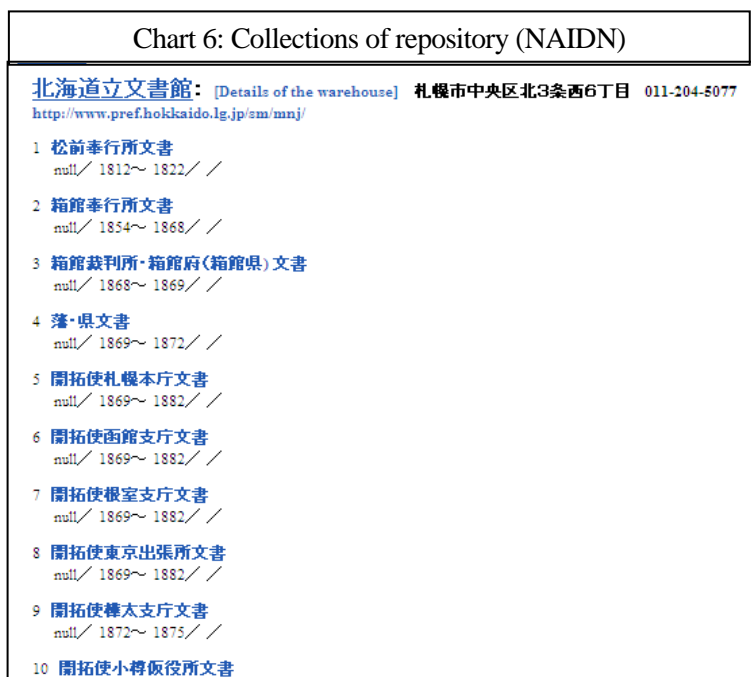 Chart 6: Collections of repository (NAIDN)
北海道立文書館: [Details of the warehouse] 札幌市中央区北3条西6丁目 011-204-5077
http://www.pref.hokkaido.lg.jp/sm/mnj/
1 松前奉行所文書
null／ 1812～ 1822／ ／
2 箱館奉行所文書
null／ 1854～ 1868／ ／
3 箱館裁判所・箱館府(箱館県) 文書
null／ 1868～ 1869／ ／
4 藩・県文書
null／ 1869～ 1872／ ／
5 開拓使札幌本庁文書
null／ 1869～ 1882／ ／
6 開拓使函館支庁文書
null／ 1869～ 1882／ ／
7 開拓使根室支庁文書
null／ 1869～ 1882／ ／
8 開拓使東京出張所文書
null／ 1869～ 1882／ ／
9 開拓使樺太支庁文書
null／ 1872～ 1875／ ／
10 開拓使小樽仮役所文書